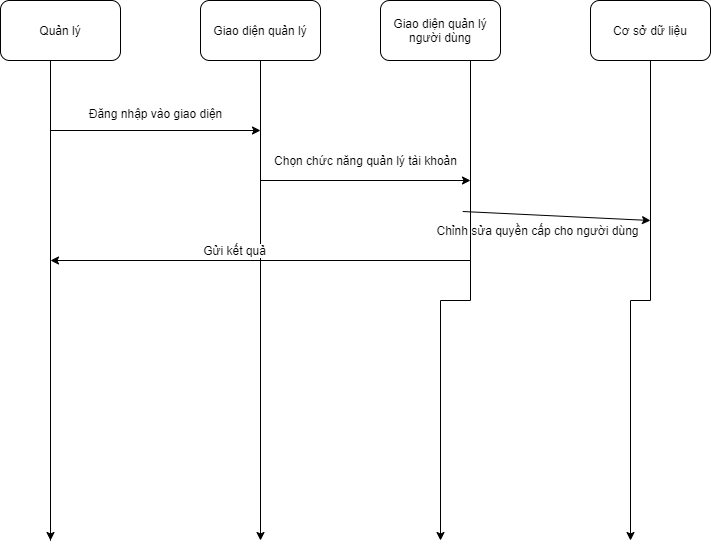 Quản lý
Giao diện quản lý
Giao diện quản lý
người dùng
Cơ sở dữ liệu
Đăng nhập vào giao diện
Chọn chức năng quản lý tài khoản
Chỉnh sửa quyền cấp cho người dùng
Gửi kết quả